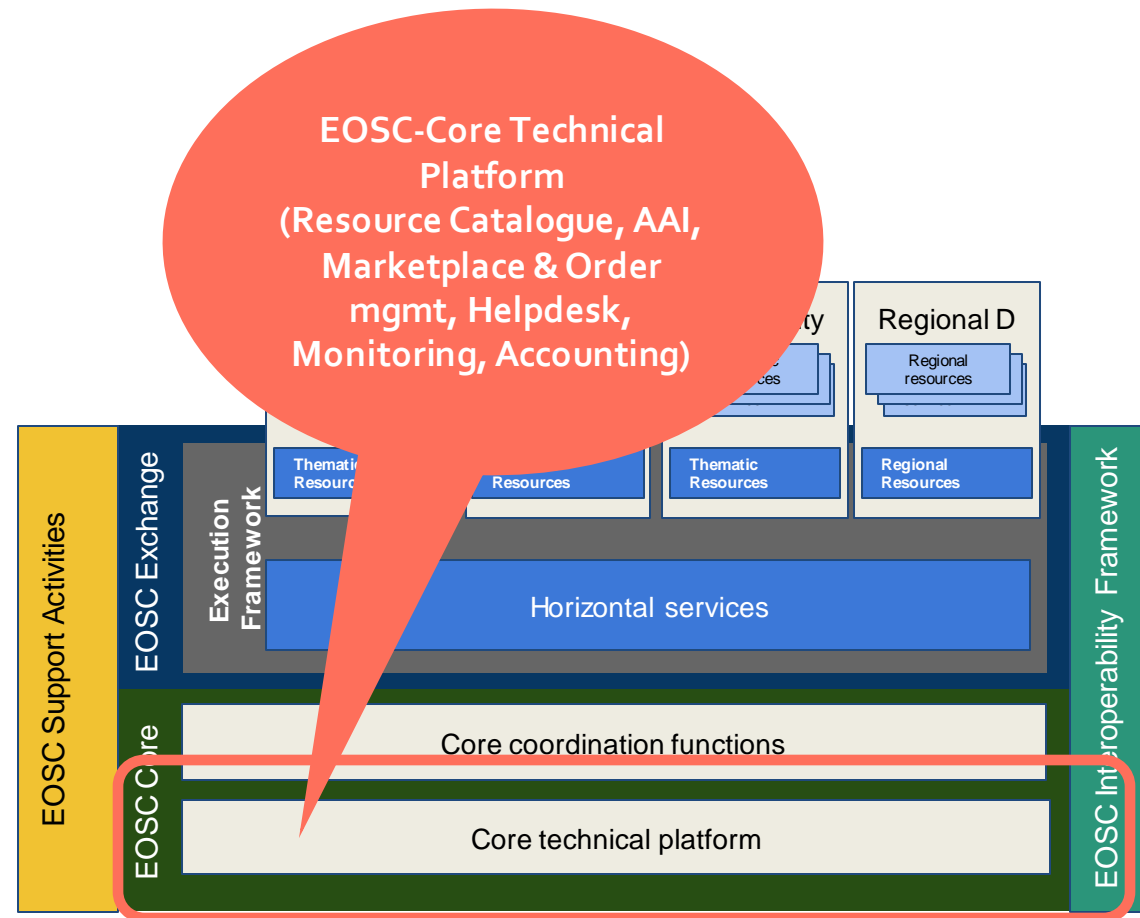 EOSC-Core Technical
Platform
(Resource Catalogue, AAI,
Marketplace & Order
mgmt, Helpdesk,
Monitoring, Accounting)
Regional D
Regional
resources
Thematic
Resources
Regional
Resources
Resources
Execution
Framework
Horizontal services
EOSC Exchange
EOSC Support Activities
EOSC Interoperability Framework
EOSC Core
Core coordination functions
Core technical platform